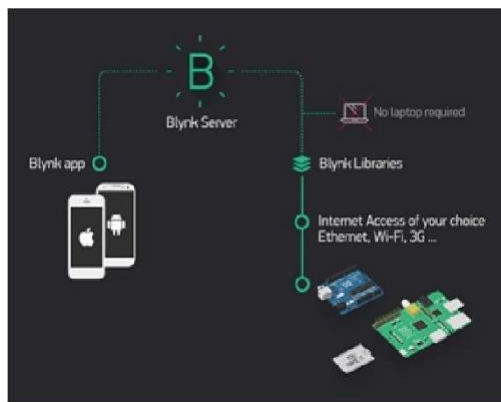 B
Blynk Server
No laptop required
Blynk app
Blynk Libraries
Internet Access of your choice
Ethernet, Wi-Fi, 3G ...